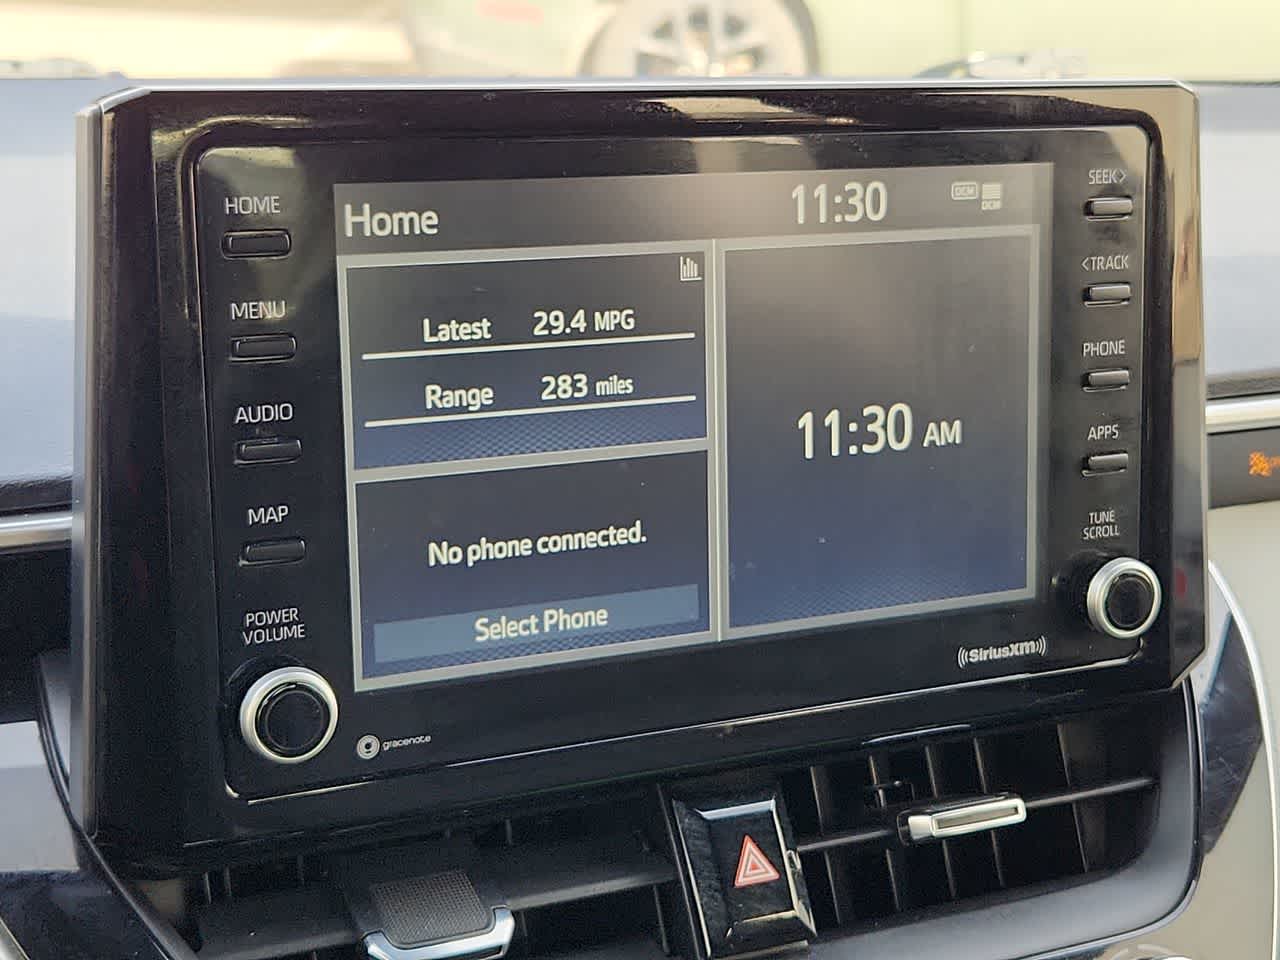 HOME
MENU
AUDIO
MAP
POWER
VOLUME
Home
11:30
DCM
DCM
Latest 29.4 MPG
Range 283 miles
No phone connected.
Select Phone
11:30 AM
SEEK>
<TRACK
PHONE
APPS
TUNE
SCROLL
SiriusXM
gracenote